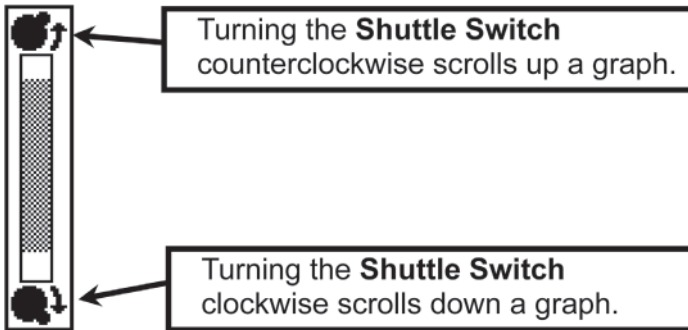 Turning the Shuttle Switch
counterclockwise scrolls up a graph.
Turning the Shuttle Switch
clockwise scrolls down a graph.